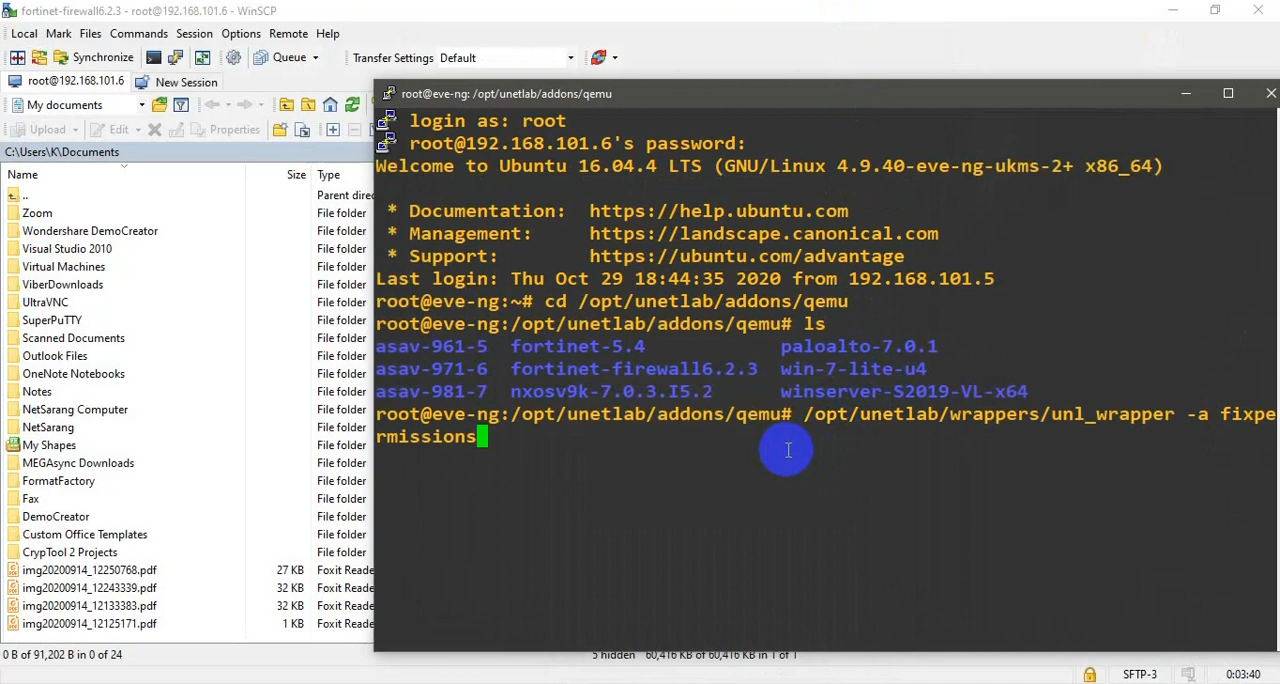 fortinet-firewall6.2.3 - root@192.168.101.6 - WinSCP
Local Mark Files Commands Session Options Remote Help
Synchronize Queue Transfer Settings Default
root@192.168.101.6 New Session
My documents
Upload Edit Properties
C:\Users\K\Documents
Name Size Type
.. Parent direc
Zoom File folder
Wondershare DemoCreator File folder
Visual Studio 2010 File folder
Virtual Machines File folder
ViberDownloads File folder
UltraVNC File folder
SuperPuTTY File folder
Scanned Documents File folder
Outlook Files File folder
OneNote Notebooks File folder
Notes File folder
NetSarang Computer File folder
NetSarang File folder
My Shapes File folder
MEGAsync Downloads File folder
FormatFactory File folder
Fax File folder
DemoCreator File folder
Custom Office Templates File folder
CrypTool 2 Projects File folder
img20200914_12250768.pdf 27 KB Foxit Reade
img20200914_12243339.pdf 32 KB Foxit Reade
img20200914_12133383.pdf 32 KB Foxit Reade
img20200914_12125171.pdf 1 KB Foxit Reade
0 B of 91,202 B in 0 of 24
root@eve-ng: /opt/unetlab/addons/qemu
login as: root
root@192.168.101.6's password:
Welcome to Ubuntu 16.04.4 LTS (GNU/Linux 4.9.40-eve-ng-ukms-2+ x86_64)
* Documentation: https://help.ubuntu.com
* Management: https://landscape.canonical.com
* Support: https://ubuntu.com/advantage
Last login: Thu Oct 29 18:44:35 2020 from 192.168.101.5
root@eve-ng:~# cd /opt/unetlab/addons/qemu
root@eve-ng:/opt/unetlab/addons/qemu# ls
asav-961-5 fortinet-5.4 paloalto-7.0.1
asav-971-6 fortinet-firewall6.2.3 win-7-lite-u4
asav-981-7 nxosv9k-7.0.3.I5.2 winserver-S2019-VL-x64
root@eve-ng:/opt/unetlab/addons/qemu# /opt/unetlab/wrappers/unl_wrapper -a fixpe
rmissions
5 hidden 60,416 KB of 60,416 KB in 1 of 1
SFTP-3 0:03:40